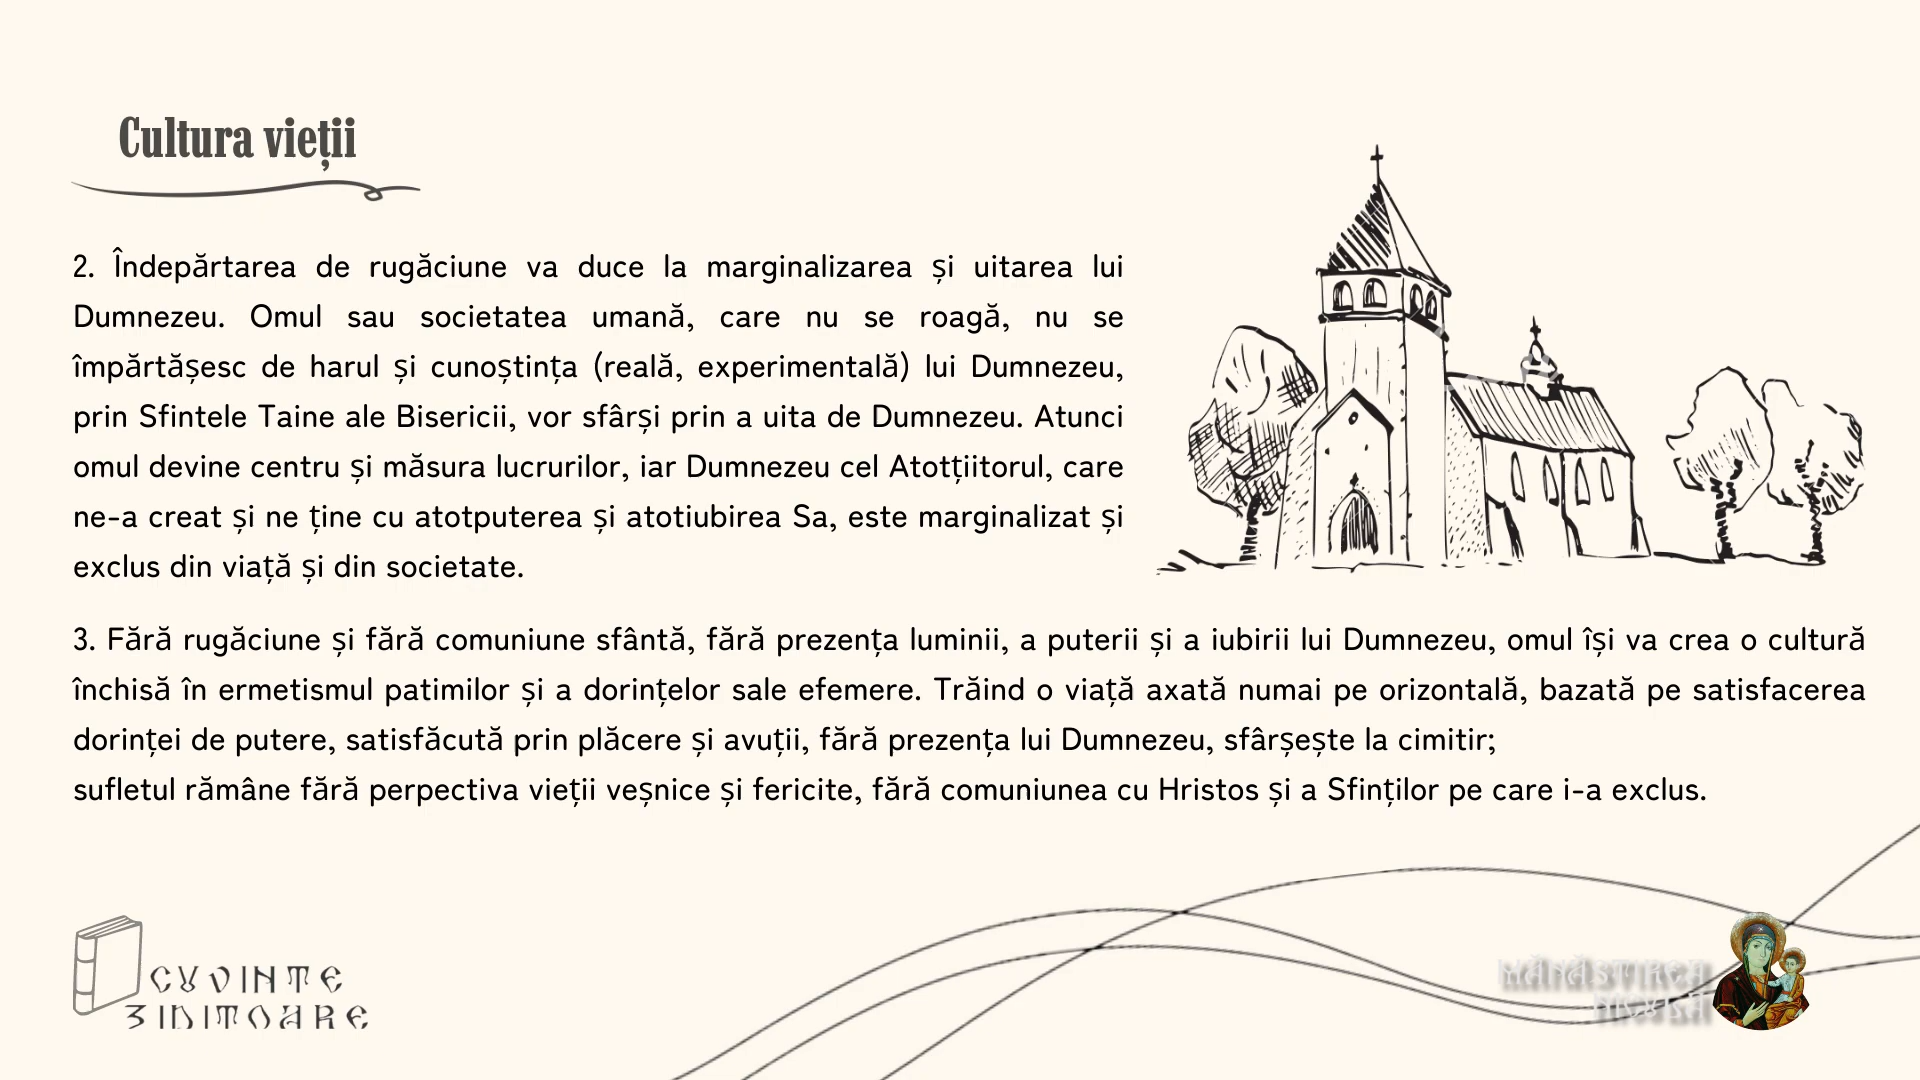 Cultura vieții
2. Îndepărtarea de rugăciune va duce la marginalizarea și uitarea lui
Dumnezeu. Omul sau societatea umană, care nu se roagă, nu se
împărtășesc de harul și cunoștința (reală, experimentală) lui Dumnezeu,
prin Sfintele Taine ale Bisericii, vor sfârși prin a uita de Dumnezeu. Atunci
omul devine centru și măsura lucrurilor, iar Dumnezeu cel Atotțiitorul, care
ne-a creat și ne ține cu atotputerea și atotiubirea Sa, este marginalizat și
exclus din viață și din societate.
3. Fără rugăciune și fără comuniune sfântă, fără prezența luminii, a puterii și a iubirii lui Dumnezeu, omul își va crea o cultură
închisă în ermetismul patimilor și a dorințelor sale efemere. Trăind o viață axată numai pe orizontală, bazată pe satisfacerea
dorinței de putere, satisfăcută prin plăcere și avuții, fără prezența lui Dumnezeu, sfârșește la cimitir;
sufletul rămâne fără perpectiva vieții veșnice și fericite, fără comuniunea cu Hristos și a Sfinților pe care i-a exclus.
CUVINTE
ZIDITOARE
MĂNĂSTIREA
NICULA